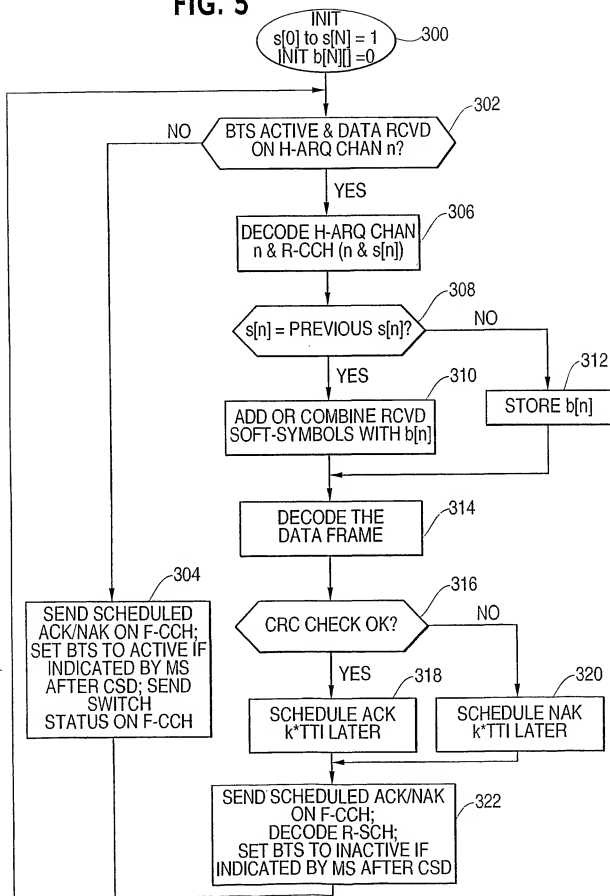 FIG. 5
INIT
s[0] to s[N] = 1
INIT b[N][] =0
300
302
BTS ACTIVE & DATA RCVD
ON H-ARQ CHAN n?
NO
YES
306
DECODE H-ARQ CHAN
n & R-CCH (n & s[n])
308
s[n] = PREVIOUS s[n]?
NO
YES
310
312
ADD OR COMBINE RCVD
SOFT-SYMBOLS WITH b[n]
STORE b[n]
314
DECODE THE
DATA FRAME
304
316
SEND SCHEDULED
ACK/NAK ON F-CCH;
SET BTS TO ACTIVE IF
INDICATED BY MS
AFTER CSD; SEND
SWITCH
STATUS ON F-CCH
CRC CHECK OK?
NO
YES
318
320
SCHEDULE ACK
k*TTI LATER
SCHEDULE NAK
k*TTI LATER
322
SEND SCHEDULED ACK/NAK
ON F-CCH;
DECODE R-SCH;
SET BTS TO INACTIVE IF
INDICATED BY MS AFTER CSD